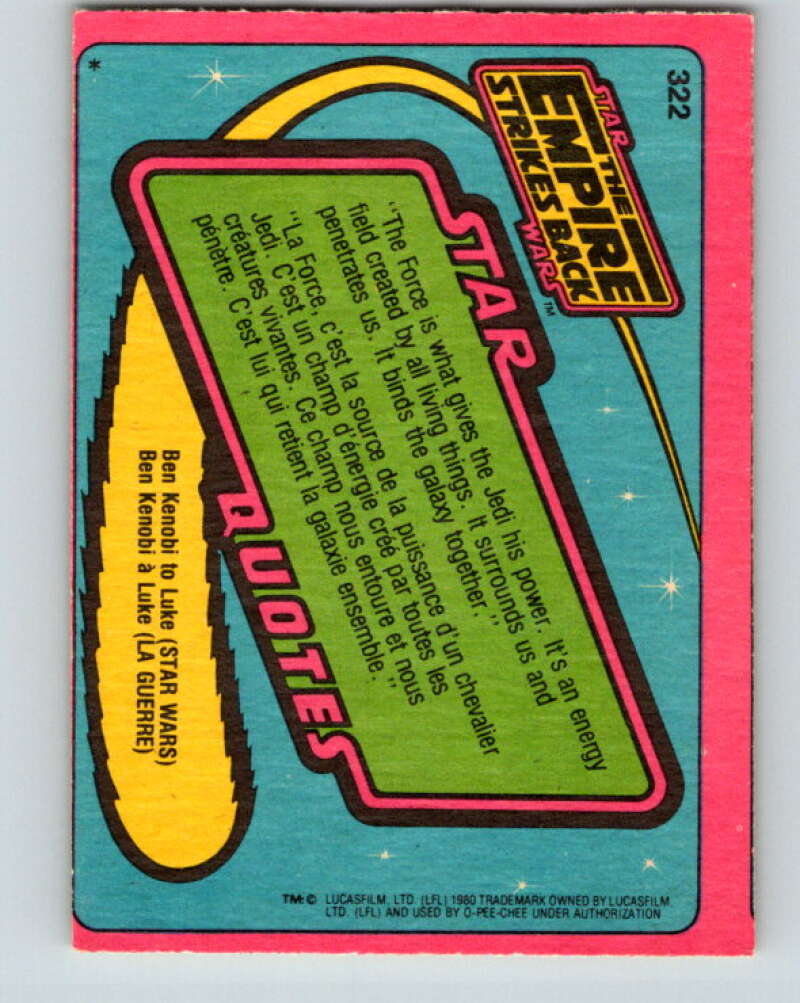 322
STAR
THE
EMPIRE
STRIKES BACK
WARS™
STAR
"The Force is what gives the Jedi his power. It's an energy
field created by all living things. It surrounds us and
penetrates us. It binds the galaxy together."
"La Force, c'est la source de la puissance d'un chevalier
Jedi. C'est un champ d'énergie créé par toutes les
créatures vivantes. Ce champ nous entoure et nous
pénètre. C'est lui qui retient la galaxie ensemble."
QUOTES
Ben Kenobi to Luke (STAR WARS)
Ben Kenobi à Luke (LA GUERRE)
*
TM: © LUCASFILM, LTD. (LFL) 1980 TRADEMARK OWNED BY LUCASFILM,
LTD. (LFL) AND USED BY O-PEE-CHEE UNDER AUTHORIZATION